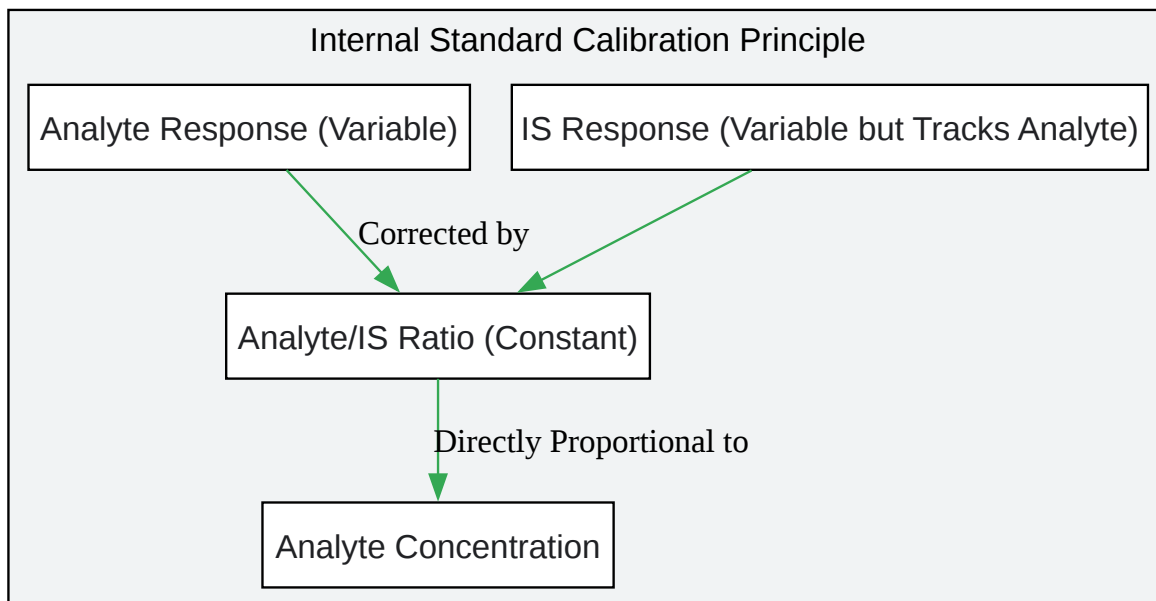 Internal Standard Calibration Principle
Analyte Response (Variable)
IS Response (Variable but Tracks Analyte)
Corrected by
Analyte/IS Ratio (Constant)
Directly Proportional to
Analyte Concentration